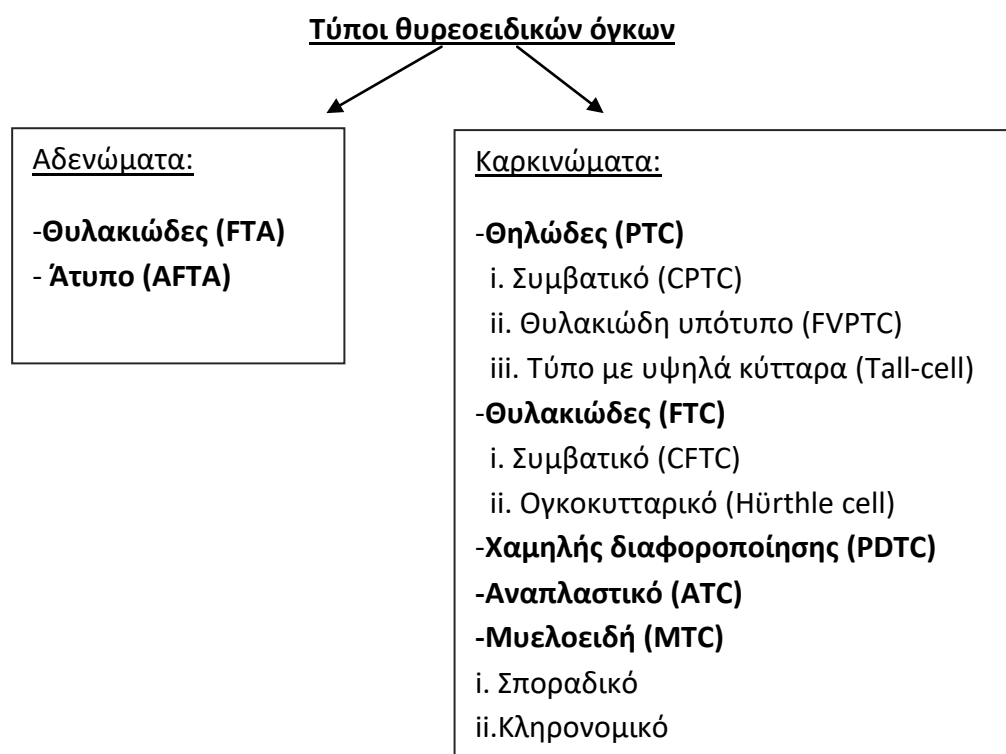 Τύποι θυρεοειδικών όγκων
Αδενώματα:
-Θυλακιώδες (FTA)
- Άτυπο (AFTA)
Καρκινώματα:
-Θηλώδες (PTC)
i. Συμβατικό (CPTC)
ii. Θυλακιώδη υπότυπο (FVPTC)
iii. Τύπο με υψηλά κύτταρα (Tall-cell)
-Θυλακιώδες (FTC)
i. Συμβατικό (CFTC)
ii. Ογκοκυτταρικό (Hϋrthle cell)
-Χαμηλής διαφοροποίησης (PDTC)
-Αναπλαστικό (ATC)
-Μυελοειδή (MTC)
i. Σποραδικό
ii.Κληρονομικό